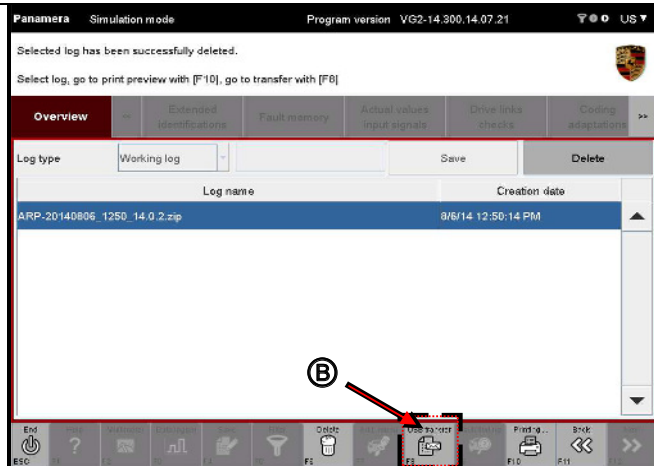 Panamera Simulation mode Program version VG2-14.300.14.07.21 US
Selected log has been successfully deleted.
Select log, go to print preview with [F10], go to transfer with [F8]
Overview Extended identifications Fault memory Actual values input signals Drive links checks Coding adaptations >>
Log type Working log Save Delete
Log name Creation date
ARP-20140806_1250_14.0.2.zip 8/6/14 12:50:14 PM
B
End Delete Printing... Back
ESC F8 F10 F11